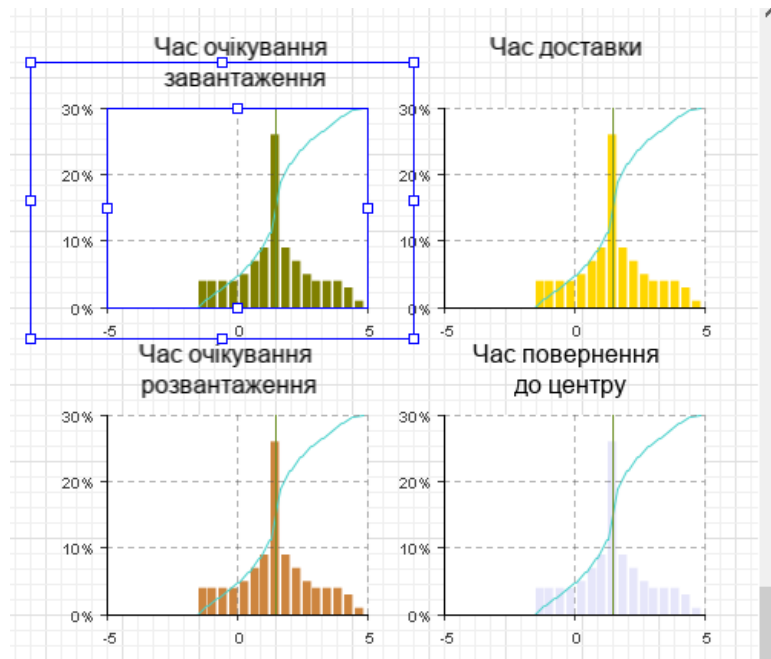 Час очікування
завантаження
30%
20%
10%
0%
-5 0 5
Час доставки
30%
20%
10%
0%
-5 0 5
Час очікування
розвантаження
30%
20%
10%
0%
-5 0 5
Час повернення
до центру
30%
20%
10%
0%
-5 0 5